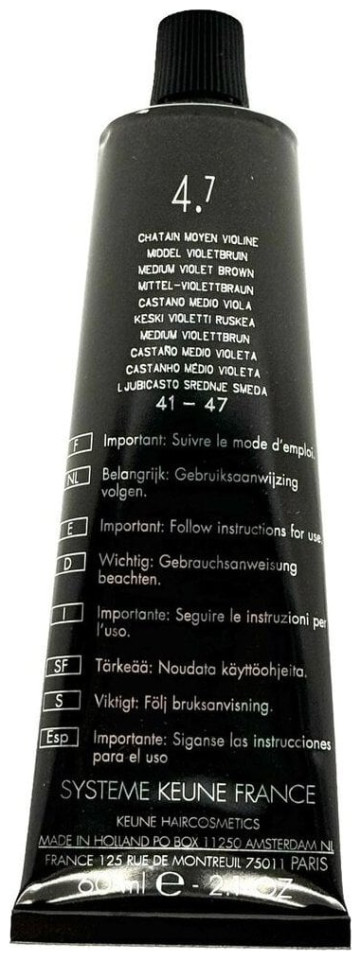 4.7
CHATAIN MOYEN VIOLINE
MODEL VIOLETBRUIN
MEDIUM VIOLET BROWN
MITTEL-VIOLETTBRAUN
CASTANO MEDIO VIOLA
KESKI VIOLETTI RUSKEA
MEDIUM VIOLETTBRUN
CASTAÑO MEDIO VIOLETA
CASTANHO MÉDIO VIOLETA
LJUBICASTO SREDNJE SMEDA
41 – 47
F Important: Suivre le mode d'emploi.
NL Belangrijk: Gebruiksaanwijzing
volgen.
E Important: Follow instructions for use.
D Wichtig: Gebrauchsanweisung
beachten.
I Importante: Seguire le instruzioni per
l'uso.
SF Törkeää: Noudata käyttöohjeita.
S Viktigt: Följ bruksanvisning.
Esp Importante: Siganse las instrucciones
para el uso
SYSTEME KEUNE FRANCE
KEUNE HAIRCOSMETICS
MADE IN HOLLAND PO BOX 11250 AMSTERDAM NL
FRANCE 125 RUE DE MONTREUIL 75011 PARIS
60 ml e - 2.1 OZ